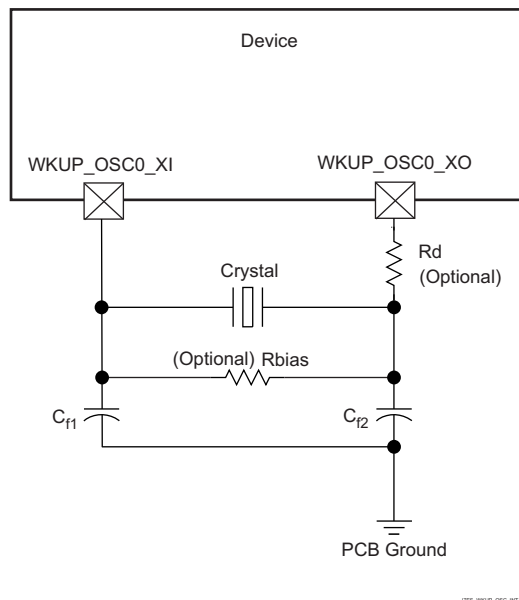 Device
WKUP_OSC0_XI
WKUP_OSC0_XO
Rd
(Optional)
Crystal
(Optional) Rbias
Cf1
Cf2
PCB Ground